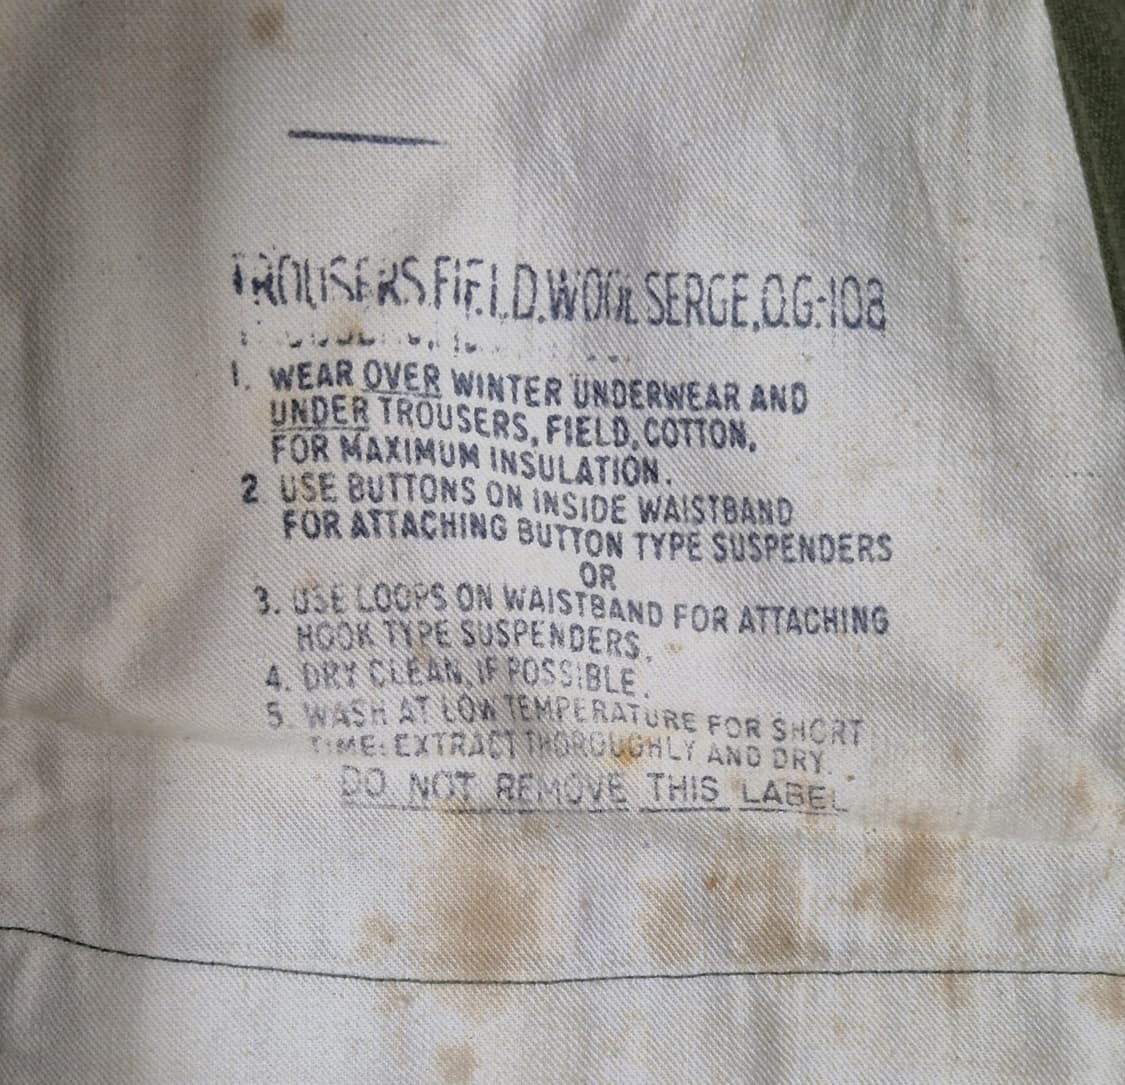 TROUSERS, FIELD, WOOL SERGE, OG-108
1. WEAR OVER WINTER UNDERWEAR AND
UNDER TROUSERS, FIELD, COTTON,
FOR MAXIMUM INSULATION.
2 USE BUTTONS ON INSIDE WAISTBAND
FOR ATTACHING BUTTON TYPE SUSPENDERS
OR
3. USE LOOPS ON WAISTBAND FOR ATTACHING
HOOK TYPE SUSPENDERS.
4. DRY CLEAN, IF POSSIBLE.
5. WASH AT LOW TEMPERATURE FOR SHORT
TIME: EXTRACT THOROUGHLY AND DRY.
DO NOT REMOVE THIS LABEL